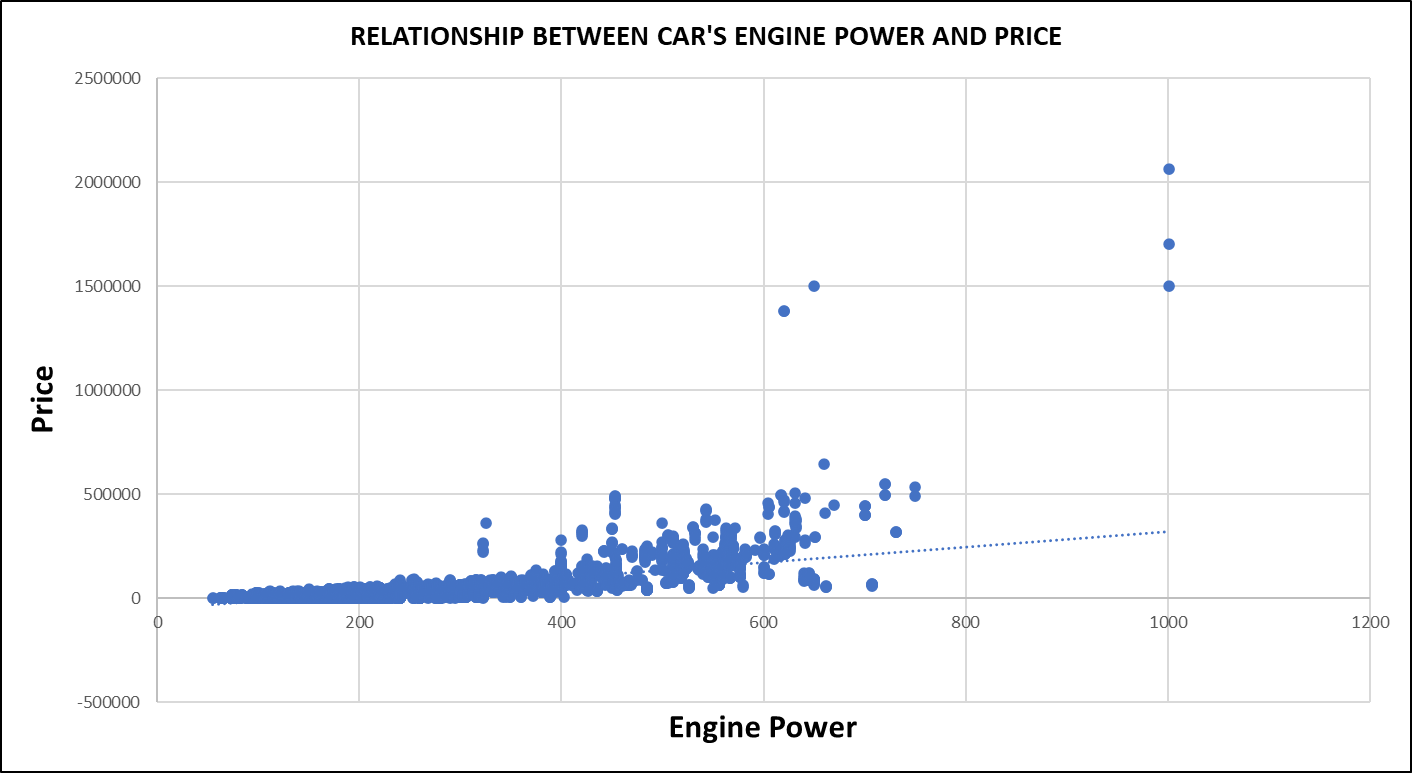 RELATIONSHIP BETWEEN CAR'S ENGINE POWER AND PRICE
2500000
2000000
1500000
1000000
500000
0
-500000
0 200 400 600 800 1000 1200
Price
Engine Power